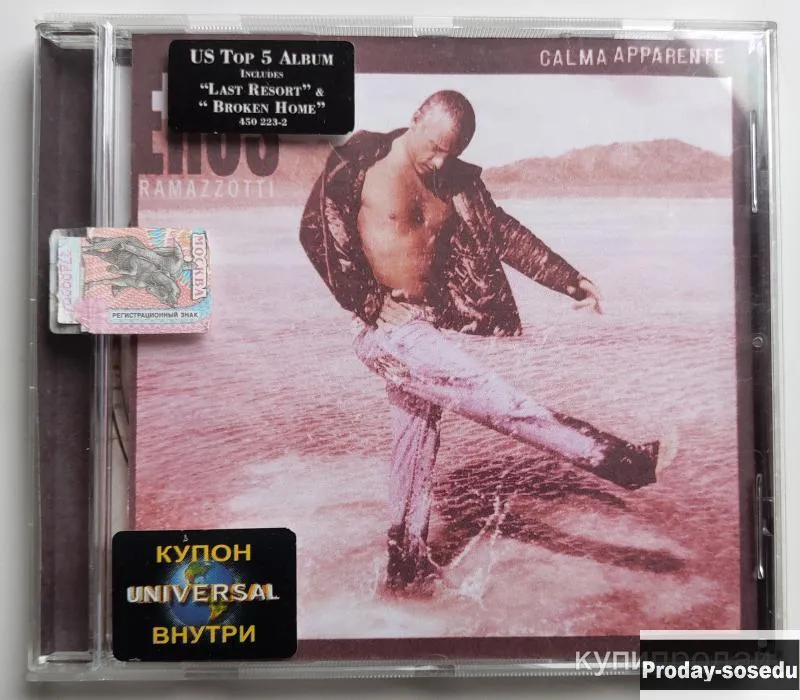 US TOP 5 ALBUM
INCLUDES
“LAST RESORT” &
“ BROKEN HOME”
450 223-2
CALMA APPARENTE
EROS
RAMAZZOTTI
МОСКВА
РЕГИСТРАЦИОННЫЙ ЗНАК
КУПОН
UNIVERSAL
ВНУТРИ
Proday-sosedu